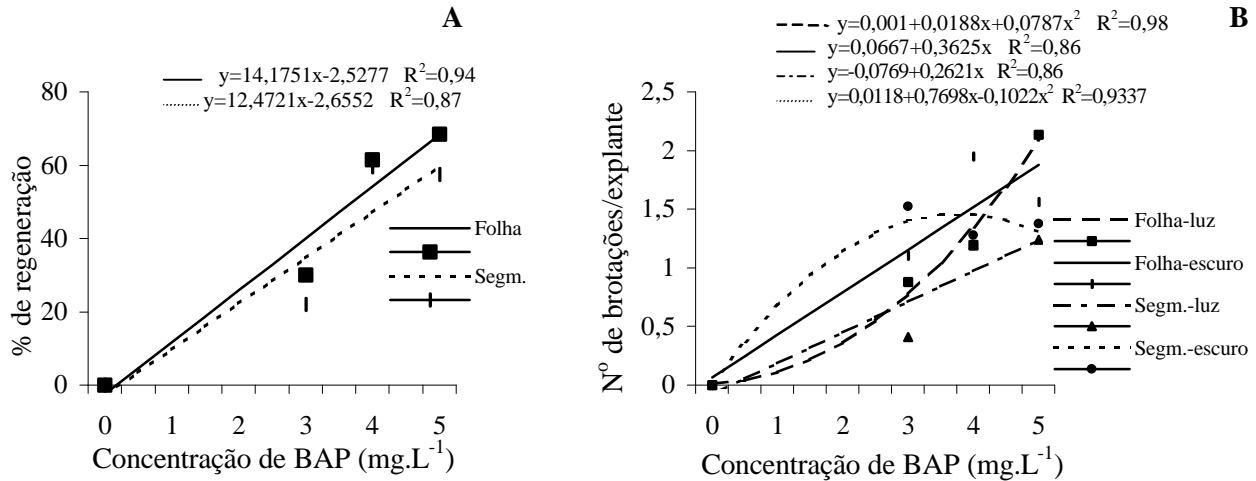 A
y=14,1751x-2,5277 R²=0,94
y=12,4721x-2,6552 R²=0,87
% de regeneração
80
60
40
20
0
0 1 2 2 3 4 5
Concentração de BAP (mg.L⁻¹)
Folha
Segm.
B
y=0,001+0,0188x+0,0787x² R²=0,98
y=0,0667+0,3625x R²=0,86
y=-0,0769+0,2621x R²=0,86
y=0,0118+0,7698x-0,1022x² R²=0,9337
Nº de brotações/explante
2,5
2
1,5
1
0,5
0
0 1 2 3 4 5
Concentração de BAP (mg.L⁻¹)
Folha-luz
Folha-escuro
Segm.-luz
Segm.-escuro